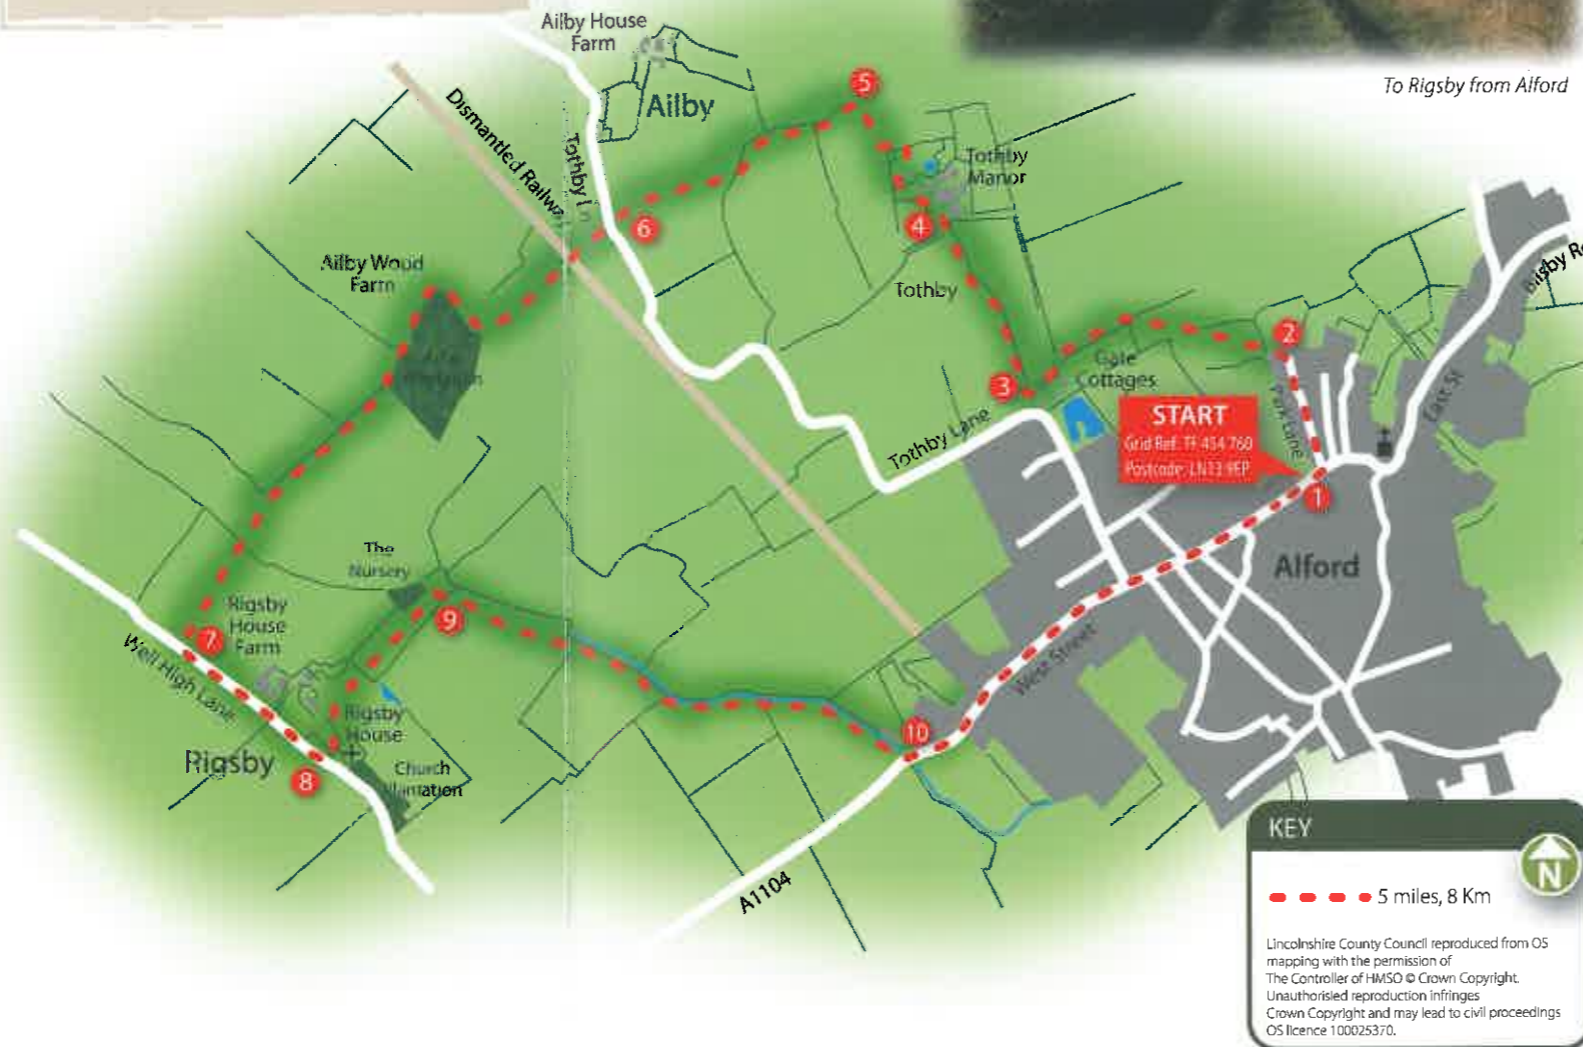 To Rigsby from Alford
Ailby House
Farm
Ailby
5
Dismantled Railwa
Tothby
Tothby
Manor
6
4
Ailby Wood
Farm
Tothby
Bilsby R
2
3
Gate
Cottages
Park Lane
East St
START
Grid Ref. TF 454 760
Postcode: LN13 9EP
Tothby Lane
1
Alford
The
Nursery
9
Rigsby
House
Farm
7
Well High Lane
West Street
Rigsby
House
10
Rigsby
8
Church
Plantation
A1104
KEY
N
5 miles, 8 Km
Lincolnshire County Council reproduced from OS
mapping with the permission of
The Controller of HMSO © Crown Copyright.
Unauthorisied reproduction infringes
Crown Copyright and may lead to civil proceedings
OS licence 100025370.